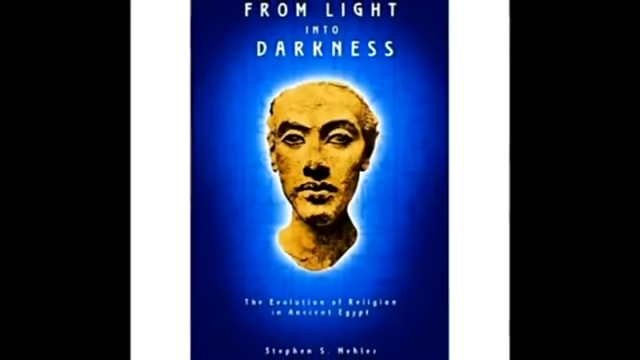 FROM LIGHT
INTO
DARKNESS
The Evolution of Religion
in Ancient Egypt
Stephen S. Mehler